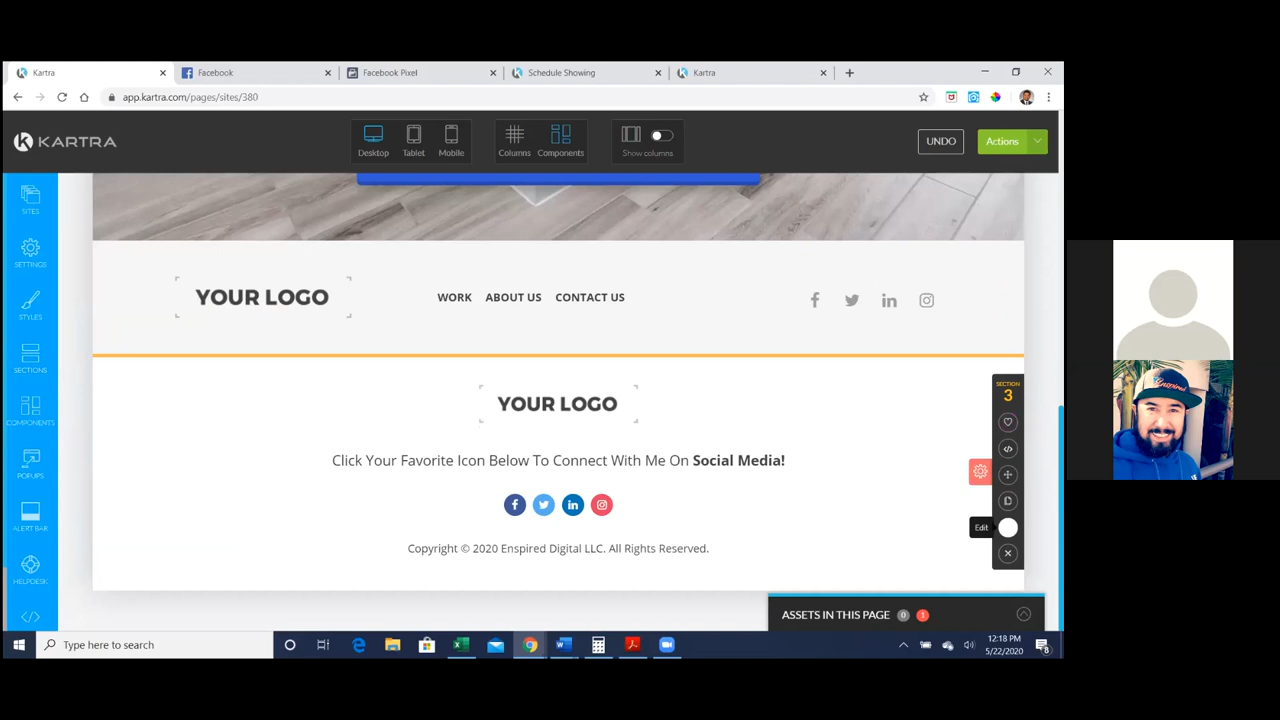 Kartra
Facebook
Facebook Pixel
Schedule Showing
Kartra
app.kartra.com/pages/sites/380
KARTRA
Desktop
Tablet
Mobile
Columns
Components
Show columns
UNDO
Actions
SITES
SETTINGS
STYLES
SECTIONS
COMPONENTS
POPUPS
ALERT BAR
HELPDESK
YOUR LOGO
WORK ABOUT US CONTACT US
YOUR LOGO
SECTION
3
Click Your Favorite Icon Below To Connect With Me On Social Media!
Edit
Copyright © 2020 Enspired Digital LLC. All Rights Reserved.
ASSETS IN THIS PAGE 0 1
Type here to search
12:18 PM
5/22/2020
8